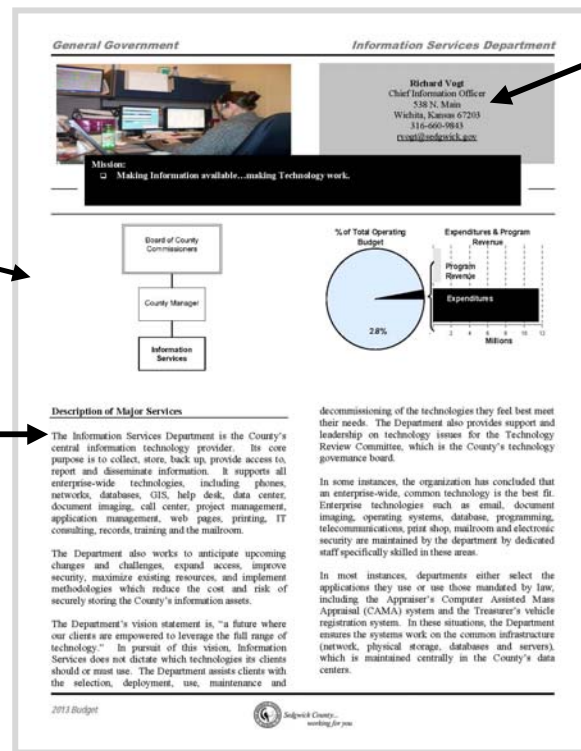 General Government
Information Services Department
Richard Vogt
Chief Information Officer
538 N. Main
Wichita, Kansas 67203
316-660-9843
rvogt@sedgwick.gov
Mission:
❑ Making Information available…making Technology work.
Board of County
Commissioners
County Manager
Information
Services
% of Total Operating
Budget
2.8%
Expenditures & Program
Revenue
Program
Revenue
Expenditures
- 2 4 6 8 10 12
Millions
Description of Major Services
The Information Services Department is the County's
central information technology provider. Its core
purpose is to collect, store, back up, provide access to,
report and disseminate information. It supports all
enterprise-wide technologies, including phones,
networks, databases, GIS, help desk, data center,
document imaging, call center, project management,
application management, web pages, printing, IT
consulting, records, training and the mailroom.
The Department also works to anticipate upcoming
changes and challenges, expand access, improve
security, maximize existing resources, and implement
methodologies which reduce the cost and risk of
securely storing the County's information assets.
The Department's vision statement is, "a future where
our clients are empowered to leverage the full range of
technology." In pursuit of this vision, Information
Services does not dictate which technologies its clients
should or must use. The Department assists clients with
the selection, deployment, use, maintenance and
decommissioning of the technologies they feel best meet
their needs. The Department also provides support and
leadership on technology issues for the Technology
Review Committee, which is the County's technology
governance board.
In some instances, the organization has concluded that
an enterprise-wide, common technology is the best fit.
Enterprise technologies such as email, document
imaging, operating systems, database, programming,
telecommunications, print shop, mailroom and electronic
security are maintained by the department by dedicated
staff specifically skilled in these areas.
In most instances, departments either select the
applications they use or use those mandated by law,
including the Appraiser's Computer Assisted Mass
Appraisal (CAMA) system and the Treasurer's vehicle
registration system. In these situations, the Department
ensures the systems work on the common infrastructure
(network, physical storage, databases and servers),
which is maintained centrally in the County's data
centers.
2013 Budget
Sedgwick County...
working for you